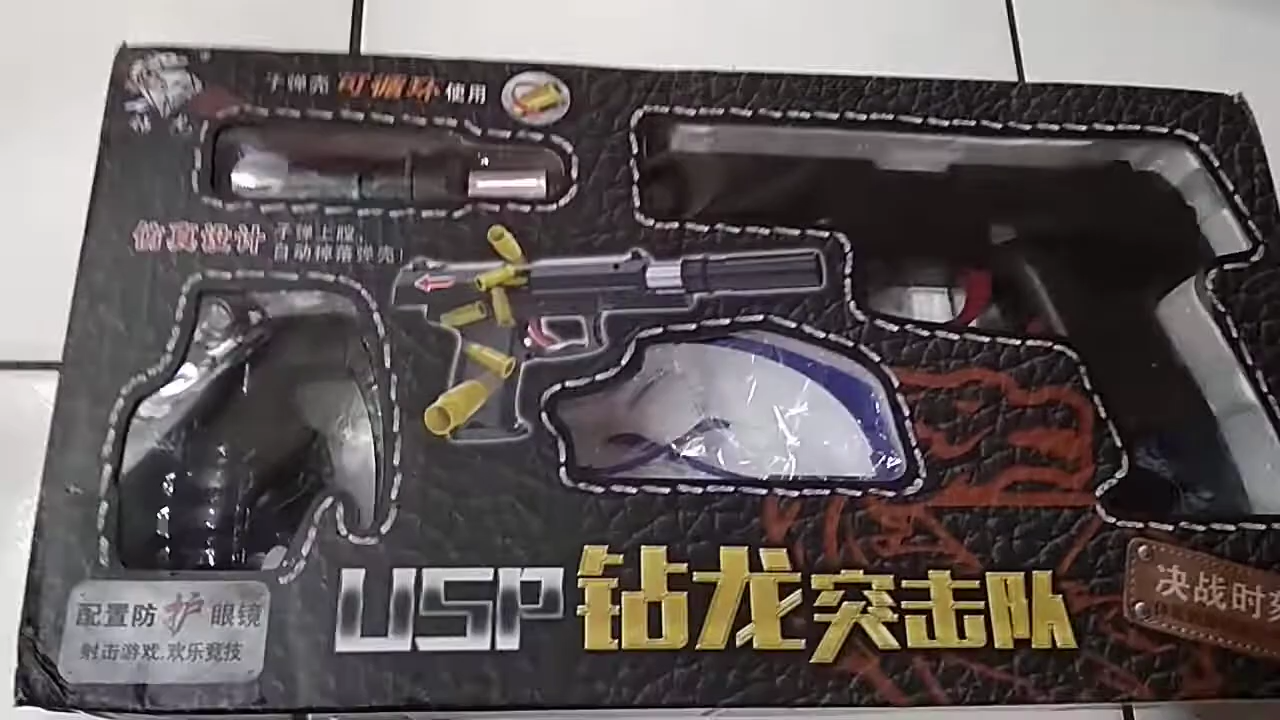 子弹壳 可循环 使用
仿真设计
子弹上膛,
自动掉落弹壳!
USP 钻龙突击队
决战时
配置防护眼镜
射击游戏.欢乐竞技